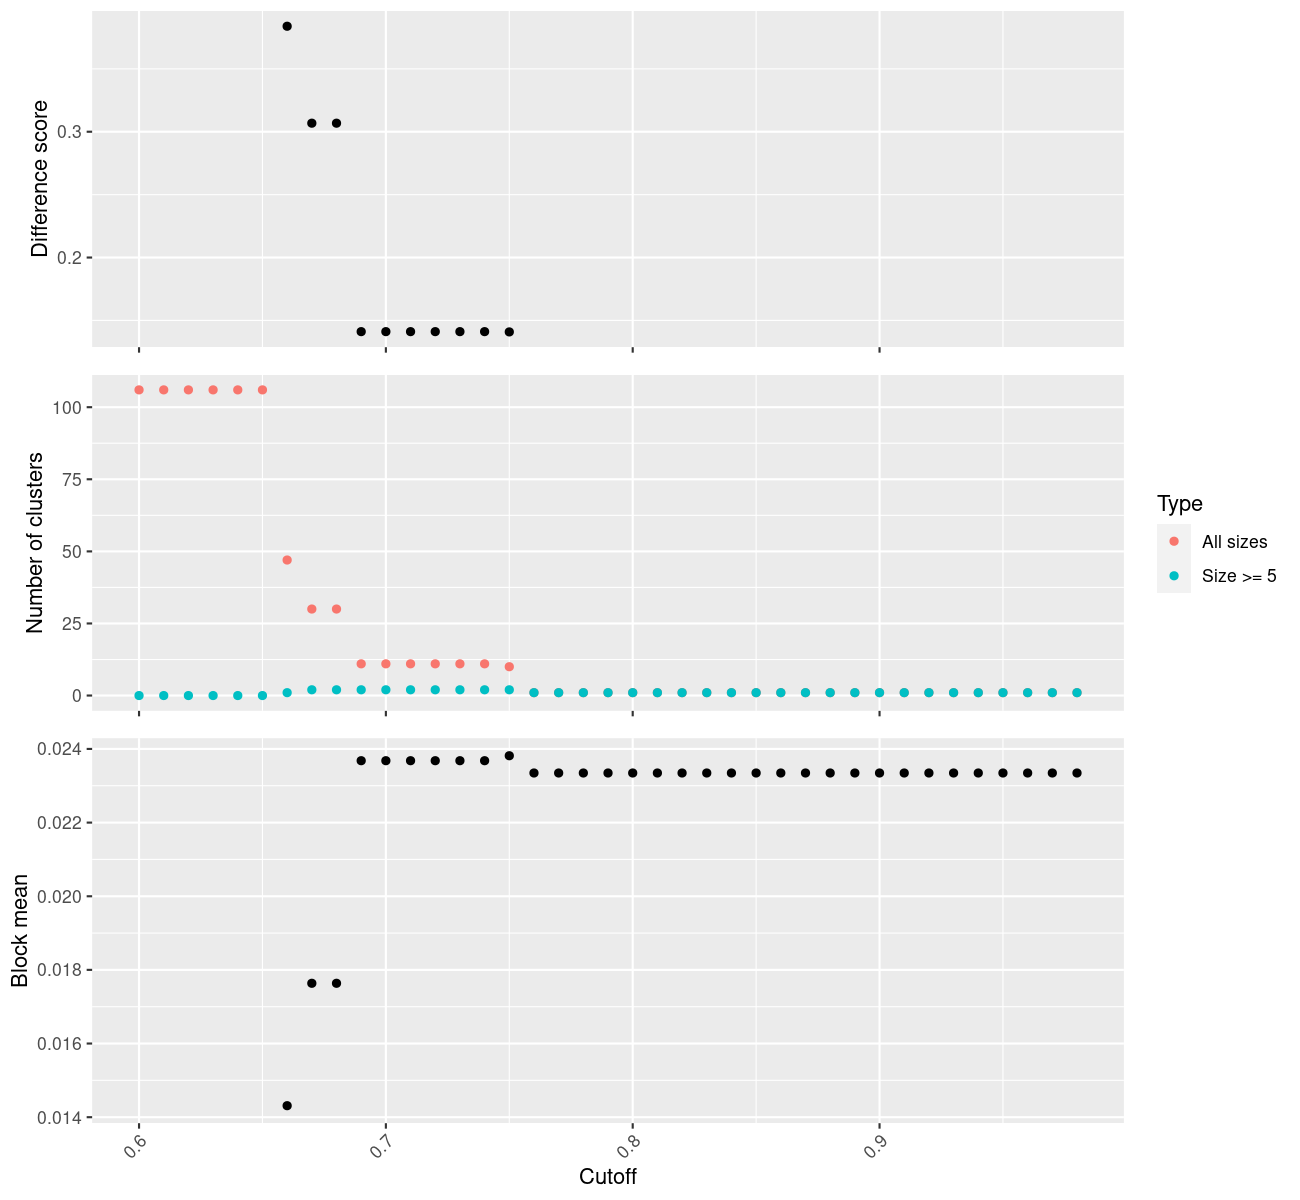 Difference score
0.3
0.2
Number of clusters
100
75
50
25
0
Type
All sizes
Size >= 5
Block mean
0.024
0.022
0.020
0.018
0.016
0.014
0.6
0.7
0.8
0.9
Cutoff